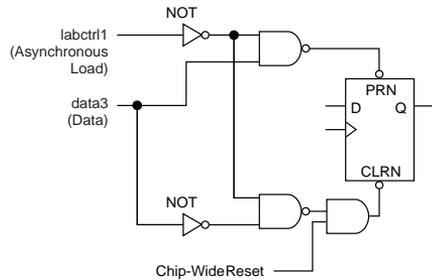 NOT
labctrl1
(Asynchronous
Load)
PRN
data3
(Data)
D
Q
CLRN
NOT
Chip-WideReset